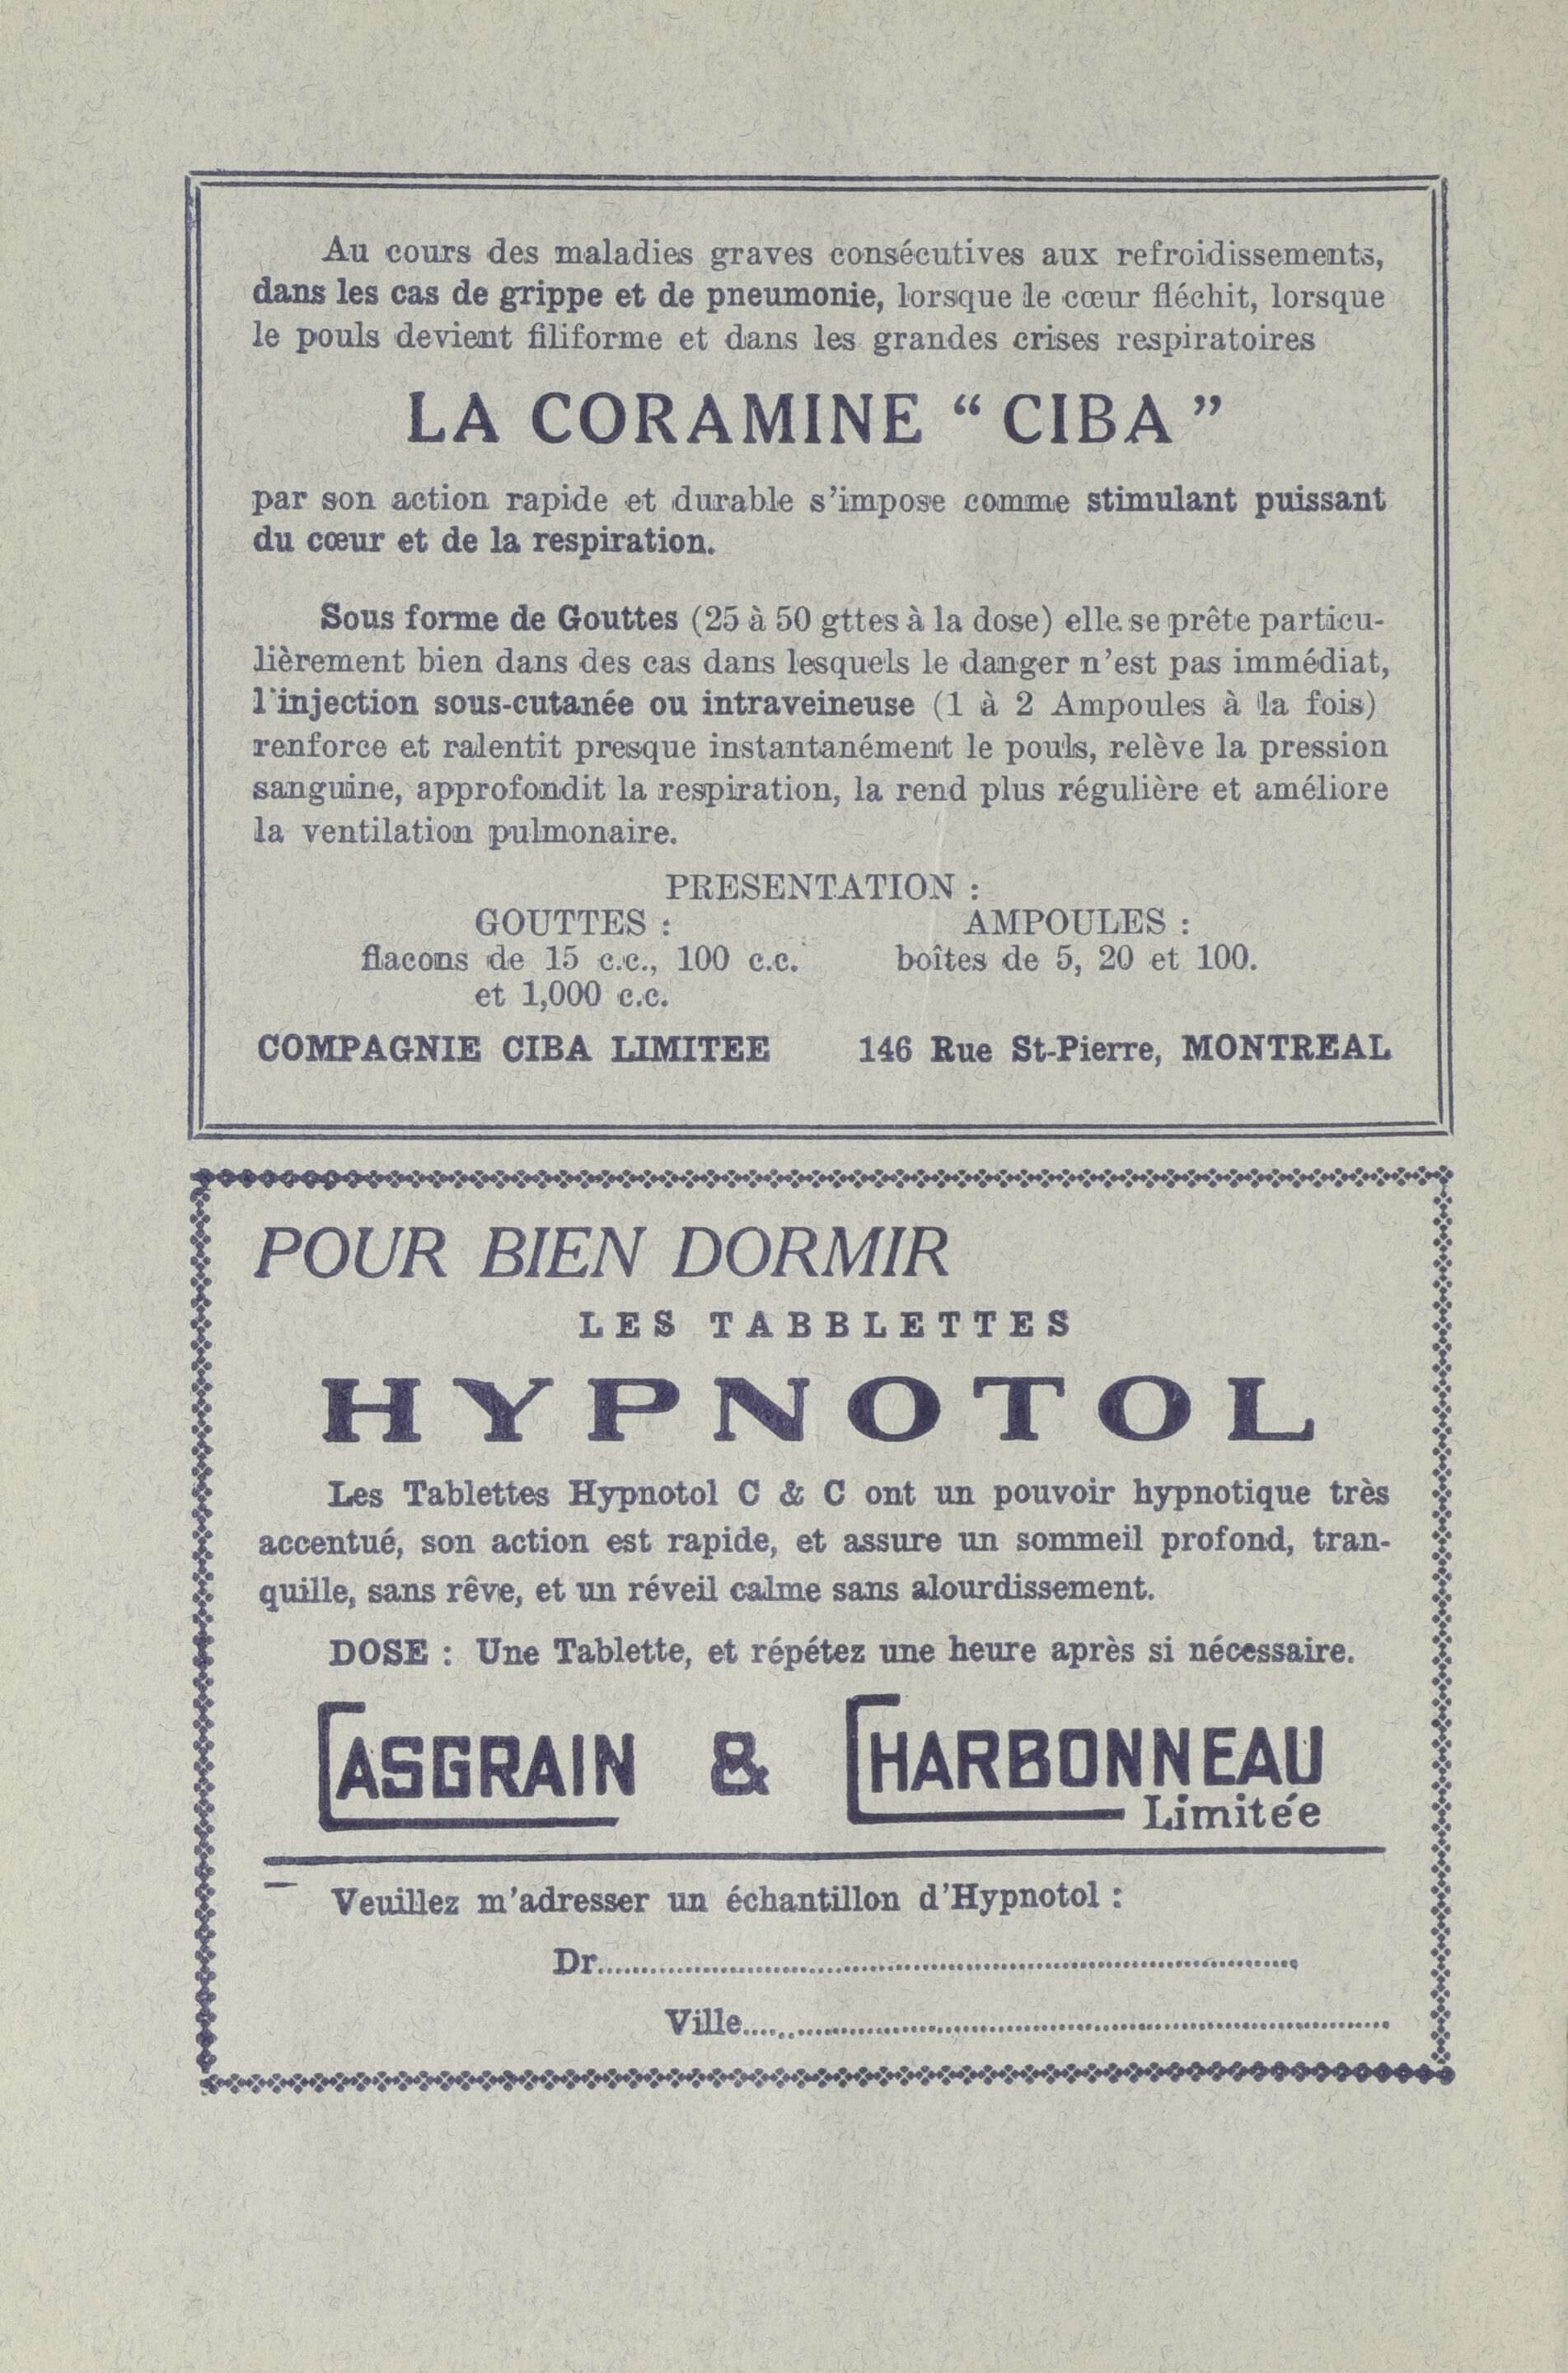 Au cours des maladies graves consécutives aux refroidissements,
dans les cas de grippe et de pneumonie, lorsque le cœur fléchit, lorsque
le pouls devient filiforme et dans les grandes crises respiratoires
LA CORAMINE “ CIBA ”
par son action rapide et durable s’impose comme stimulant puissant
du cœur et de la respiration.
Sous forme de Gouttes (25 à 50 gttes à la dose) elle se prête particu-
lièrement bien dans des cas dans lesquels le danger n’est pas immédiat,
l’injection sous-cutanée ou intraveineuse (1 à 2 Ampoules à la fois)
renforce et ralentit presque instantanément le pouls, relève la pression
sanguine, approfondit la respiration, la rend plus régulière et améliore
la ventilation pulmonaire.
PRESENTATION :
GOUTTES : AMPOULES :
flacons de 15 c.c., 100 c.c. boîtes de 5, 20 et 100.
et 1,000 c.c.
COMPAGNIE CIBA LIMITEE 146 Rue St-Pierre, MONTREAL
POUR BIEN DORMIR
LES TABBLETTES
HYPNOTOL
Les Tablettes Hypnotol C & C ont un pouvoir hypnotique très
accentué, son action est rapide, et assure un sommeil profond, tran-
quille, sans rêve, et un réveil calme sans alourdissement.
DOSE : Une Tablette, et répétez une heure après si nécessaire.
CASGRAIN & CHARBONNEAU
Limitée
Veuillez m’adresser un échantillon d’Hypnotol :
Dr.......................................................................
Ville.......................................................................